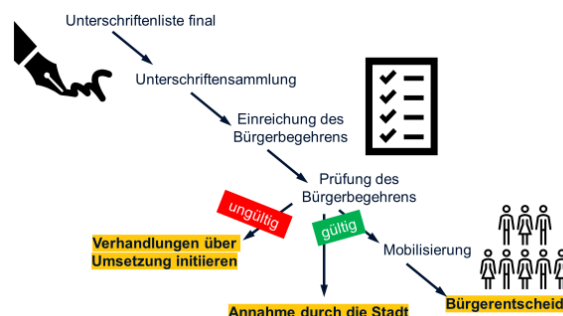 Unterschriftenliste final
Unterschriftensammlung
Einreichung des
Bürgerbegehrens
Prüfung des
Bürgerbegehrens
ungültig
gültig
Verhandlungen über
Umsetzung initiieren
Mobilisierung
Annahme durch die Stadt
Bürgerentscheid